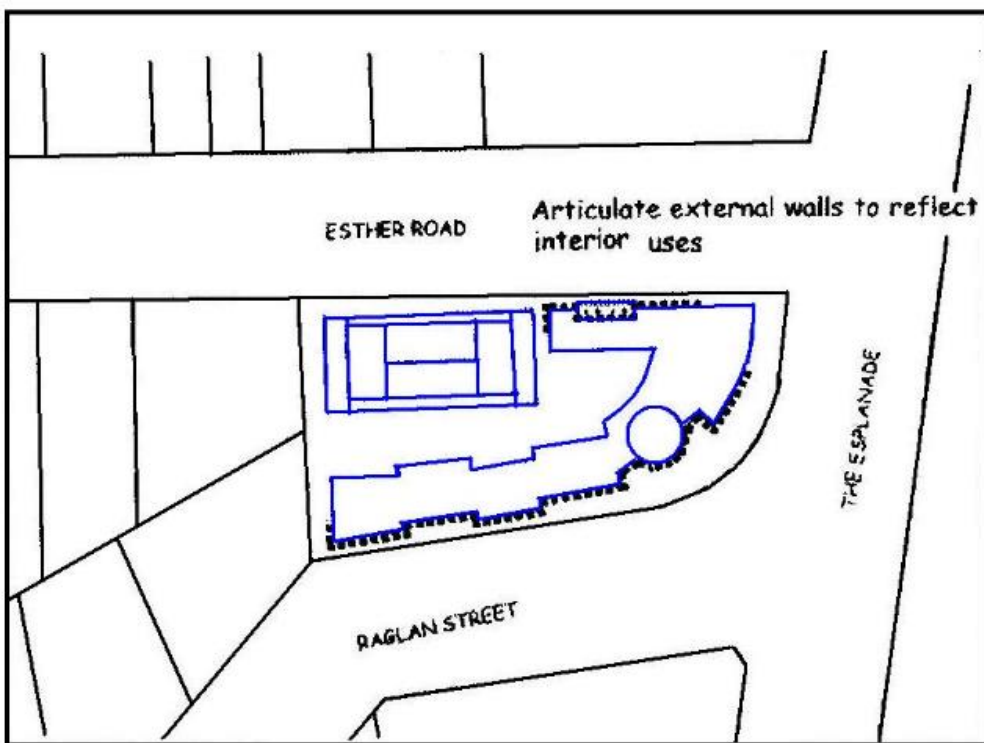 Articulate external walls to reflect
interior uses
ESTHER ROAD
THE ESPLANADE
RAGLAN STREET